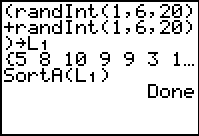 (randInt(1,6,20)
+randInt(1,6,20)
)→L₁
{5 8 10 9 9 3 1…
SortA(L₁)
Done